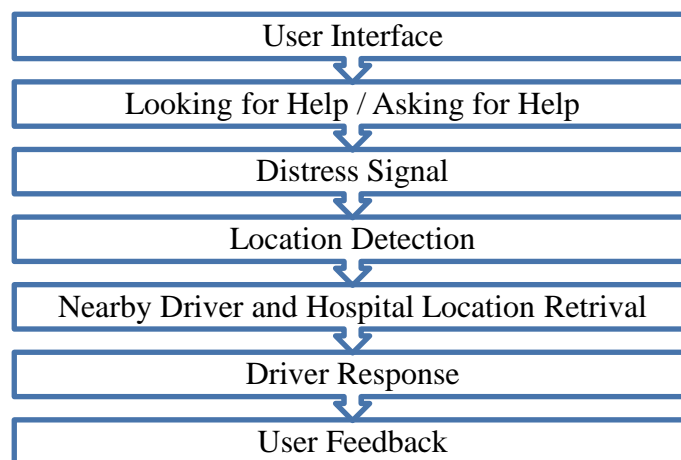 User Interface
Looking for Help / Asking for Help
Distress Signal
Location Detection
Nearby Driver and Hospital Location Retrival
Driver Response
User Feedback